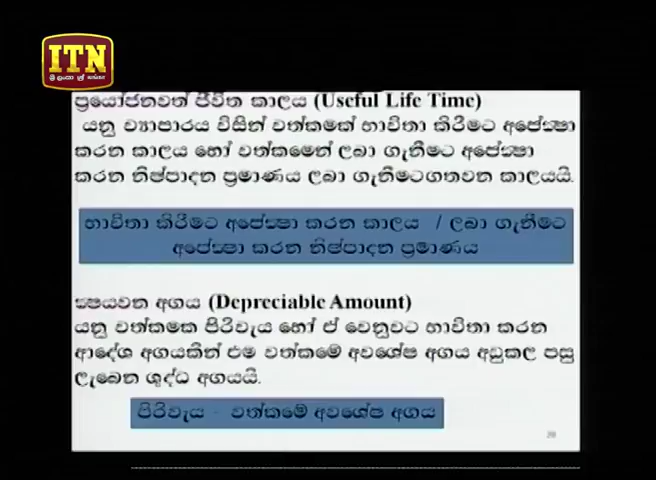 ITN
ප්‍රයෝජනවත් ජීවිත කාලය (Useful Life Time)
යනු ව්‍යාපාරය විසින් වත්කමක් භාවිතා කිරීමට අපේක්‍ෂා
කරන කාලය හෝ වත්කමෙන් ලබා ගැනීමට අපේක්‍ෂා
කරන නිෂ්පාදන ප්‍රමාණය ලබා ගැනීමටගතවන කාලයයි.
භාවිතා කිරීමට අපේක්‍ෂා කරන කාලය / ලබා ගැනීමට
අපේක්‍ෂා කරන නිෂ්පාදන ප්‍රමාණය
ක්‍ෂයවන අගය (Depreciable Amount)
යනු වත්කමක පිරිවැය හෝ ඒ වෙනුවට භාවිතා කරන
ආදේශ අගයකින් එම වත්කමේ අවශේෂ අගය අඩුකල පසු
ලැබෙන ශුද්ධ අගයයි.
පිරිවැය - වත්කමේ අවශේෂ අගය